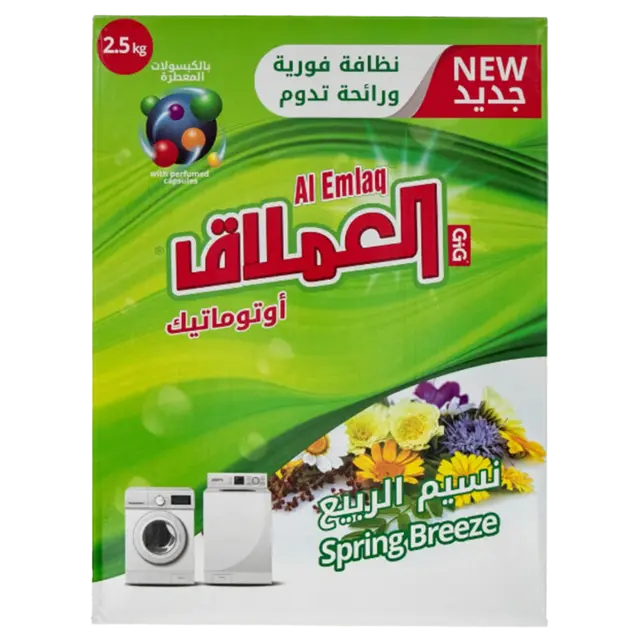 2.5 kg
بالكبسولات
المعطرة
with perfumed
capsules
نظافة فورية
ورائحة تدوم
NEW
جديد
Al Emlaq
العملاق
GiG
®
أوتوماتيك
نسيم الربيع
Spring Breeze